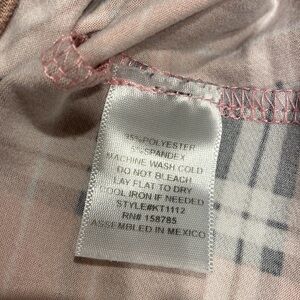 35%POLYESTER
5%SPANDEX
MACHINE WASH COLD
DO NOT BLEACH
LAY FLAT TO DRY
COOL IRON IF NEEDED
STYLE#KT1112
RN# 158785
ASSEMBLED IN MEXICO